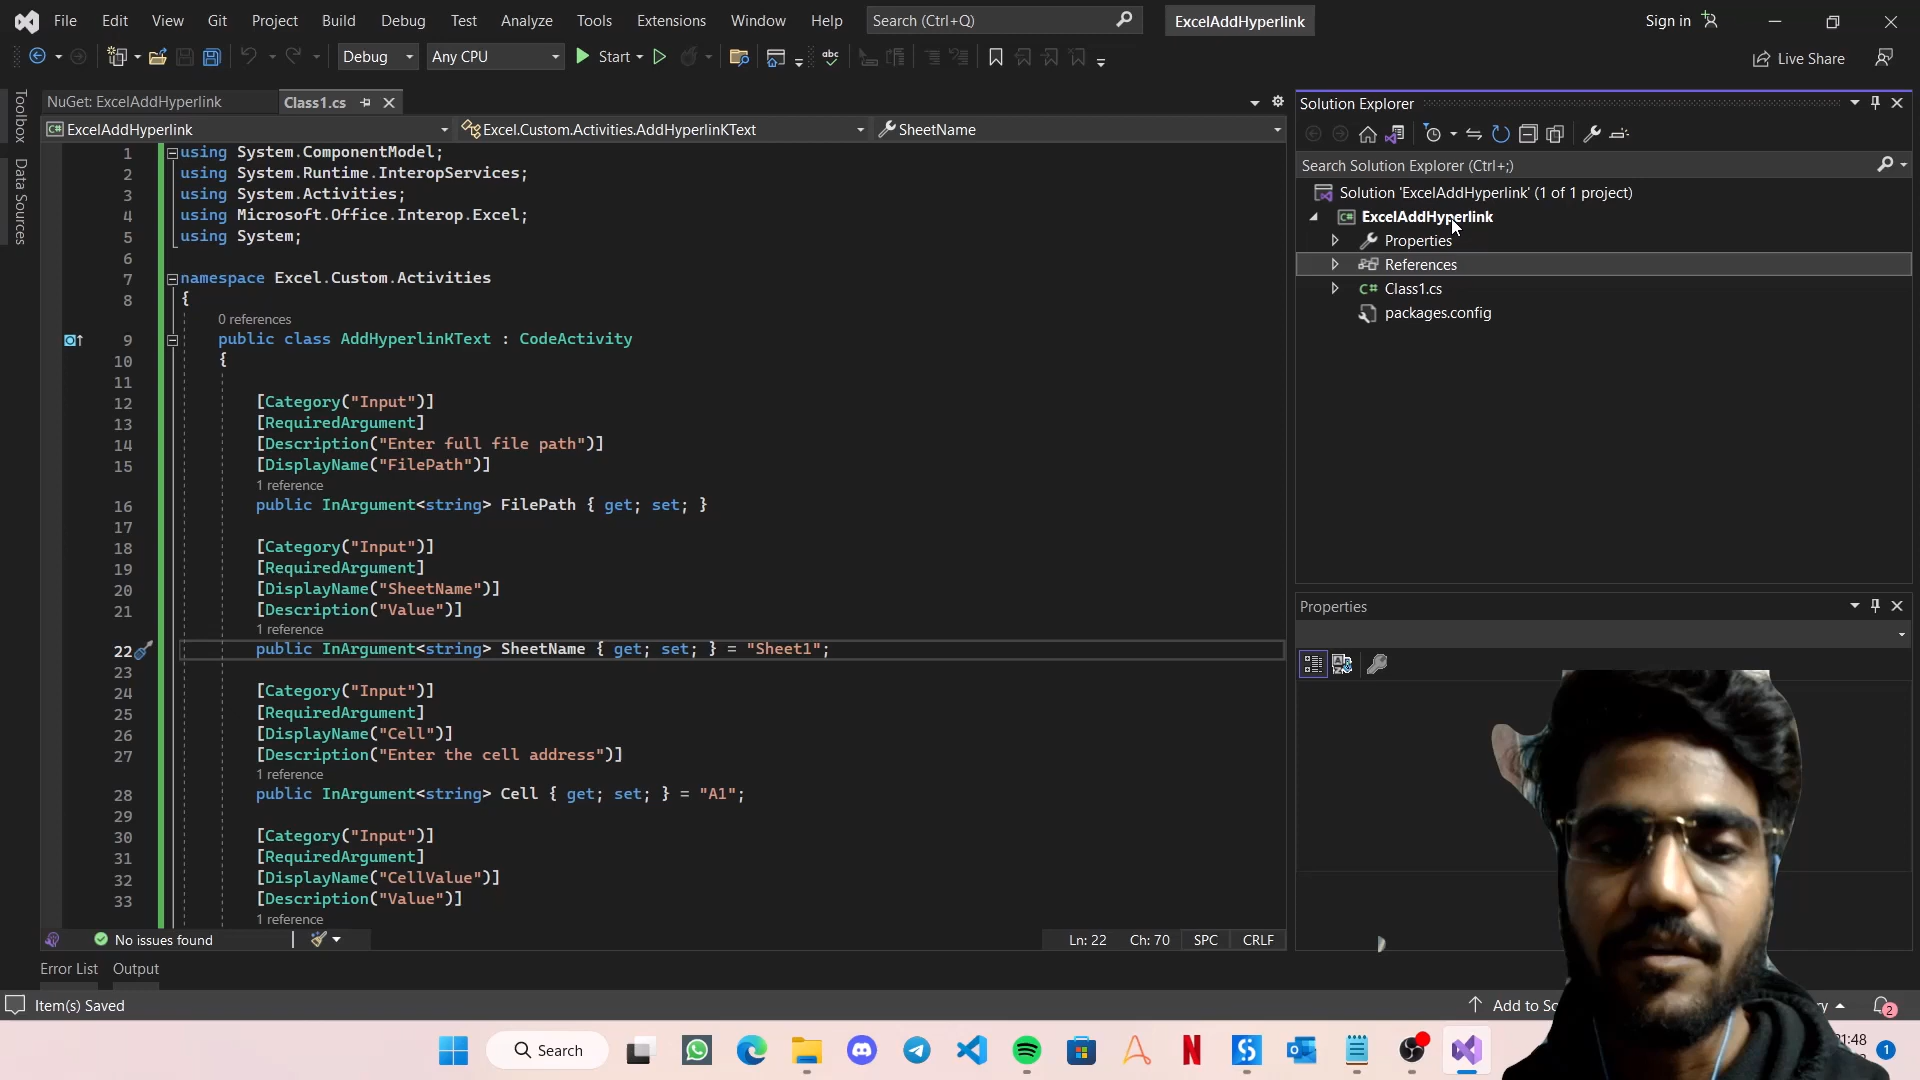 File Edit View Git Project Build Debug Test Analyze Tools Extensions Window Help Search (Ctrl+Q) ExcelAddHyperlink Sign in
Debug Any CPU Start Live Share
Toolbox
Data Sources
NuGet: ExcelAddHyperlink Class1.cs
ExcelAddHyperlink Excel.Custom.Activities.AddHyperlinKText SheetName
1 using System.ComponentModel;
2 using System.Runtime.InteropServices;
3 using System.Activities;
4 using Microsoft.Office.Interop.Excel;
5 using System;
6
7 namespace Excel.Custom.Activities
8 {
0 references
9 public class AddHyperlinKText : CodeActivity
10 {
11
12 [Category("Input")]
13 [RequiredArgument]
14 [Description("Enter full file path")]
15 [DisplayName("FilePath")]
1 reference
16 public InArgument<string> FilePath { get; set; }
17
18 [Category("Input")]
19 [RequiredArgument]
20 [DisplayName("SheetName")]
21 [Description("Value")]
1 reference
22 public InArgument<string> SheetName { get; set; } = "Sheet1";
23
24 [Category("Input")]
25 [RequiredArgument]
26 [DisplayName("Cell")]
27 [Description("Enter the cell address")]
1 reference
28 public InArgument<string> Cell { get; set; } = "A1";
29
30 [Category("Input")]
31 [RequiredArgument]
32 [DisplayName("CellValue")]
33 [Description("Value")]
1 reference
No issues found Ln: 22 Ch: 70 SPC CRLF
Error List Output
Solution Explorer
Search Solution Explorer (Ctrl+;)
Solution 'ExcelAddHyperlink' (1 of 1 project)
ExcelAddHyperlink
Properties
References
C# Class1.cs
packages.config
Properties
Item(s) Saved Add to 2
Search 1:48
1